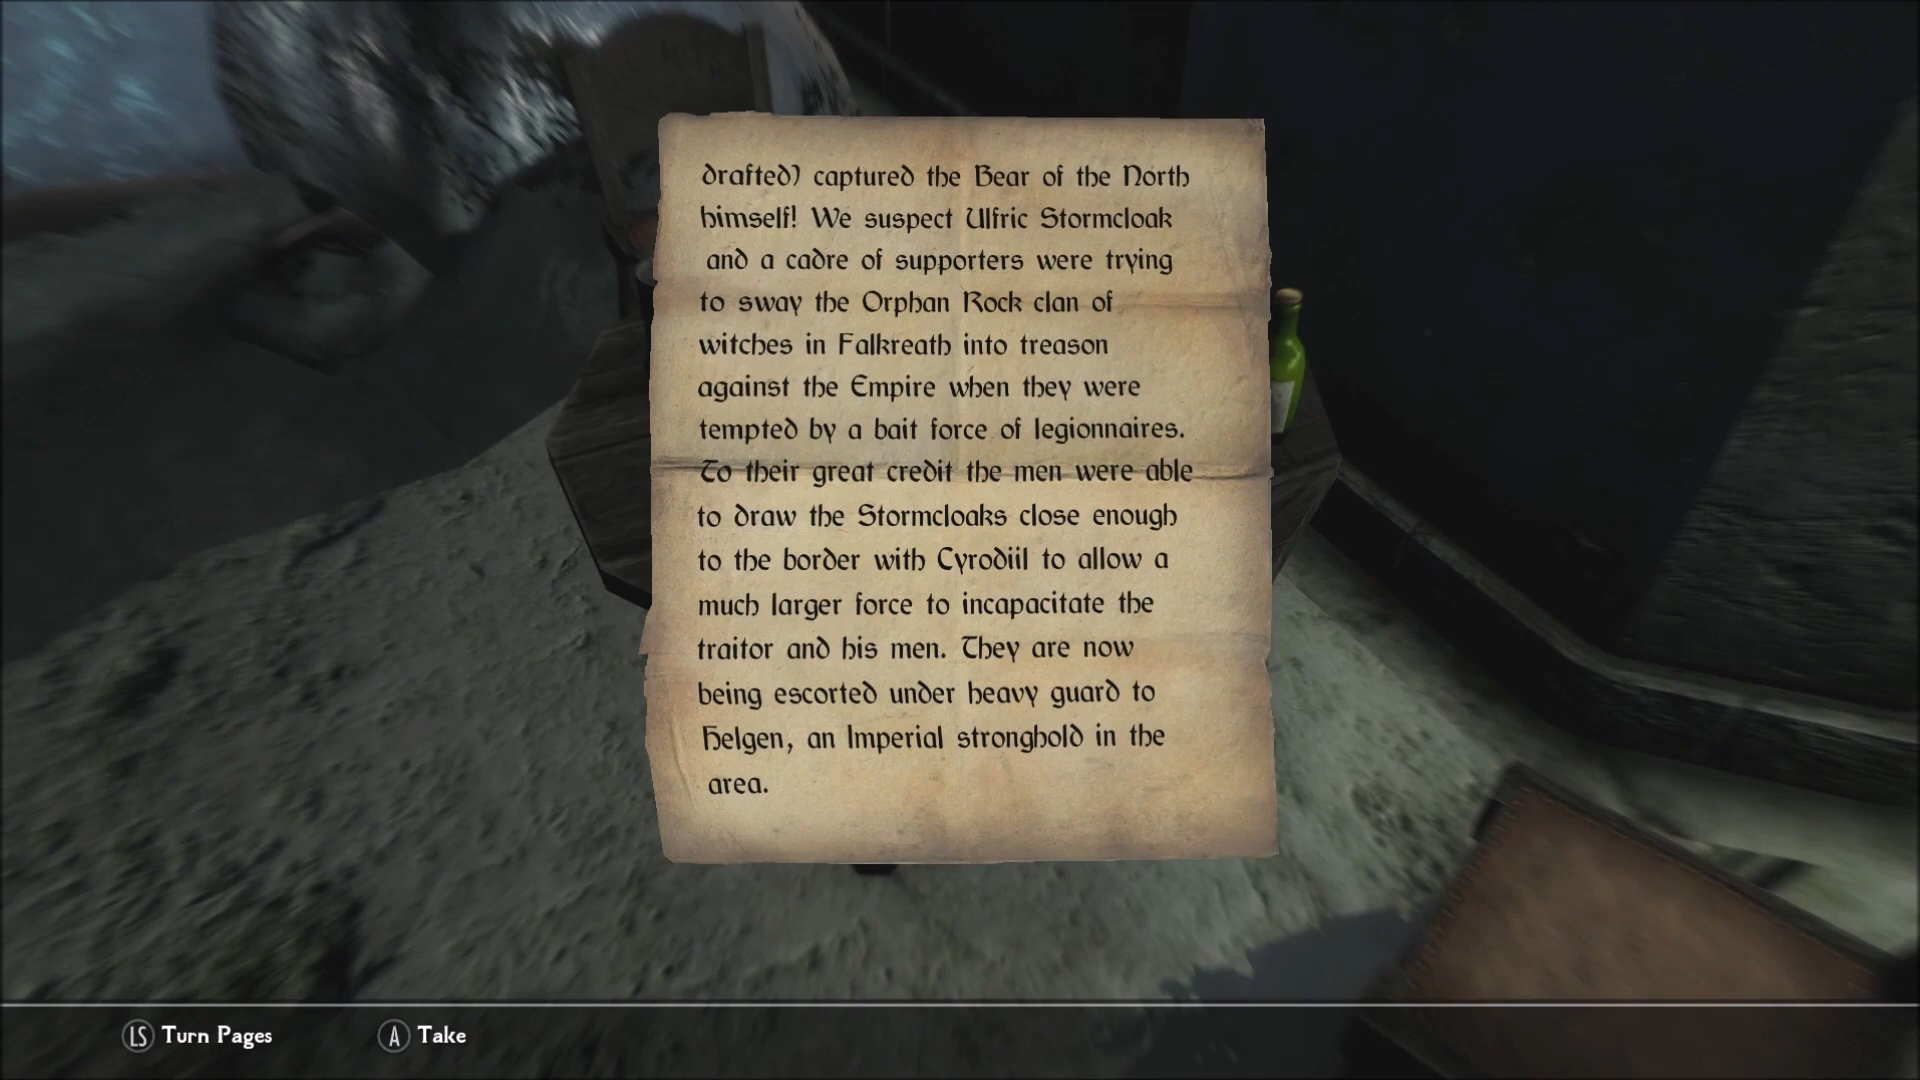 drafted) captured the Bear of the North
himself! We suspect Ulfric Stormcloak
and a cadre of supporters were trying
to sway the Orphan Rock clan of
witches in Falkreath into treason
against the Empire when they were
tempted by a bait force of legionnaires.
To their great credit the men were able
to draw the Stormcloaks close enough
to the border with Cyrodiil to allow a
much larger force to incapacitate the
traitor and his men. They are now
being escorted under heavy guard to
Helgen, an Imperial stronghold in the
area.
LS Turn Pages
A Take